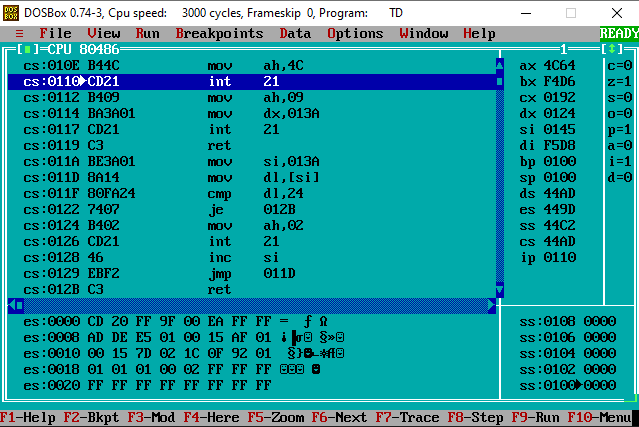 DOSBox 0.74-3, Cpu speed: 3000 cycles, Frameskip 0, Program: TD
≡ File View Run Breakpoints Data Options Window Help READY
[■]=CPU 80486 1 [↕]
cs:010E B44C mov ah,4C
cs:0110►CD21 int 21
cs:0112 B409 mov ah,09
cs:0114 BA3A01 mov dx,013A
cs:0117 CD21 int 21
cs:0119 C3 ret
cs:011A BE3A01 mov si,013A
cs:011D 8A14 mov dl,[si]
cs:011F 80FA24 cmp dl,24
cs:0122 7407 je 012B
cs:0124 B402 mov ah,02
cs:0126 CD21 int 21
cs:0128 46 inc si
cs:0129 EBF2 jmp 011D
cs:012B C3 ret
ax 4C64 c=0
bx F4D6 z=1
cx 0192 s=0
dx 0124 o=0
si 0145 p=1
di F5D8 a=0
bp 0100 i=1
sp 0100 d=0
ds 44AD
es 449D
ss 44C2
cs 44AD
ip 0110
es:0000 CD 20 FF 9F 00 EA FF FF = ƒ Ω
es:0008 AD DE E5 01 00 15 AF 01
es:0010 00 15 7D 02 1C 0F 92 01
es:0018 01 01 01 00 02 FF FF FF ☺☺☺ ☻
es:0020 FF FF FF FF FF FF FF FF
ss:0108 0000
ss:0106 0000
ss:0104 0000
ss:0102 0000
ss:0100►0000
F1-Help F2-Bkpt F3-Mod F4-Here F5-Zoom F6-Next F7-Trace F8-Step F9-Run F10-Menu